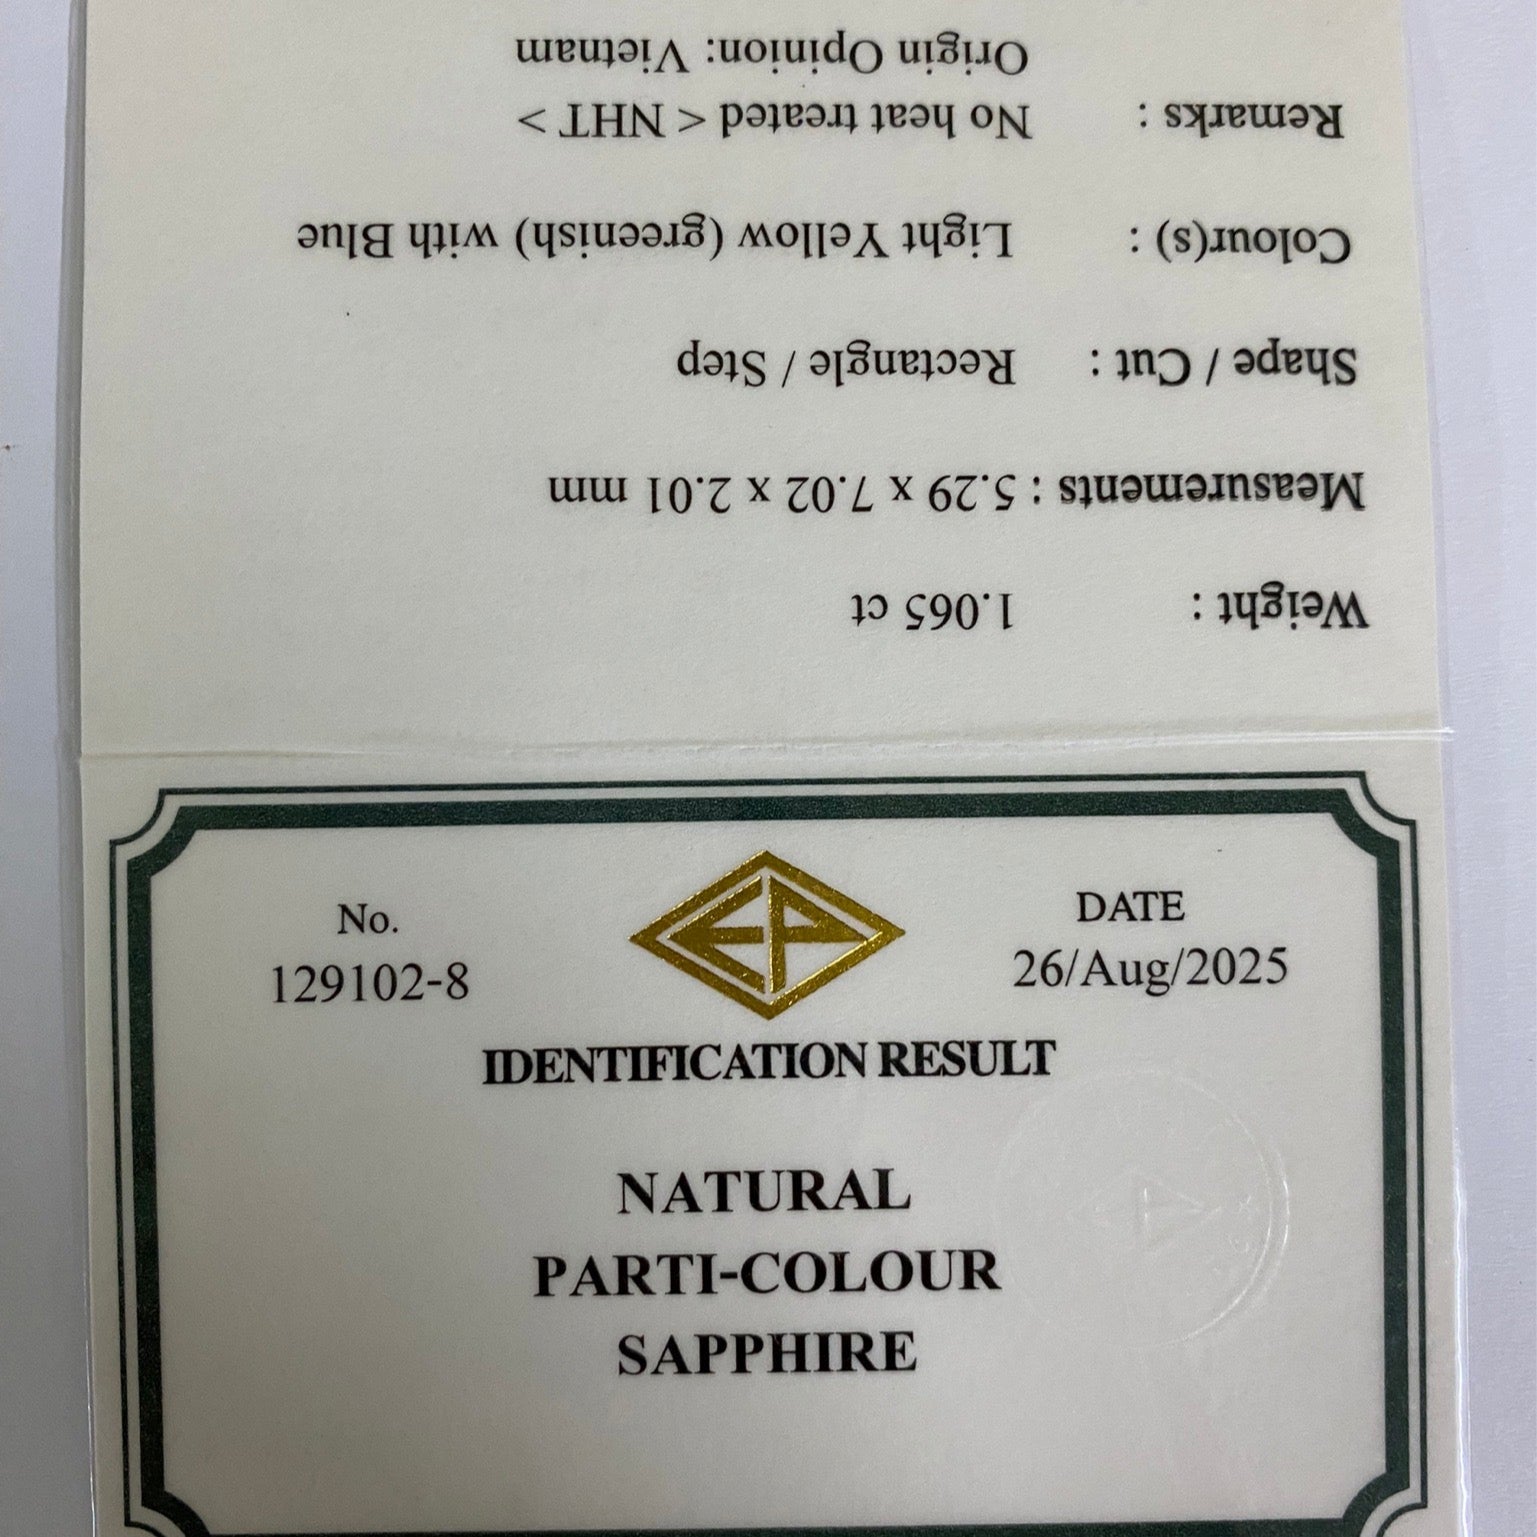 Weight : 1.065 ct
Measurements : 5.29 x 7.02 x 2.01 mm
Shape / Cut : Rectangle / Step
Colour(s) : Light Yellow (greenish) with Blue
Remarks : No heat treated < NHT >
Origin Opinion: Vietnam
No.
129102-8
EP
DATE
26/Aug/2025
IDENTIFICATION RESULT
NATURAL
PARTI-COLOUR
SAPPHIRE